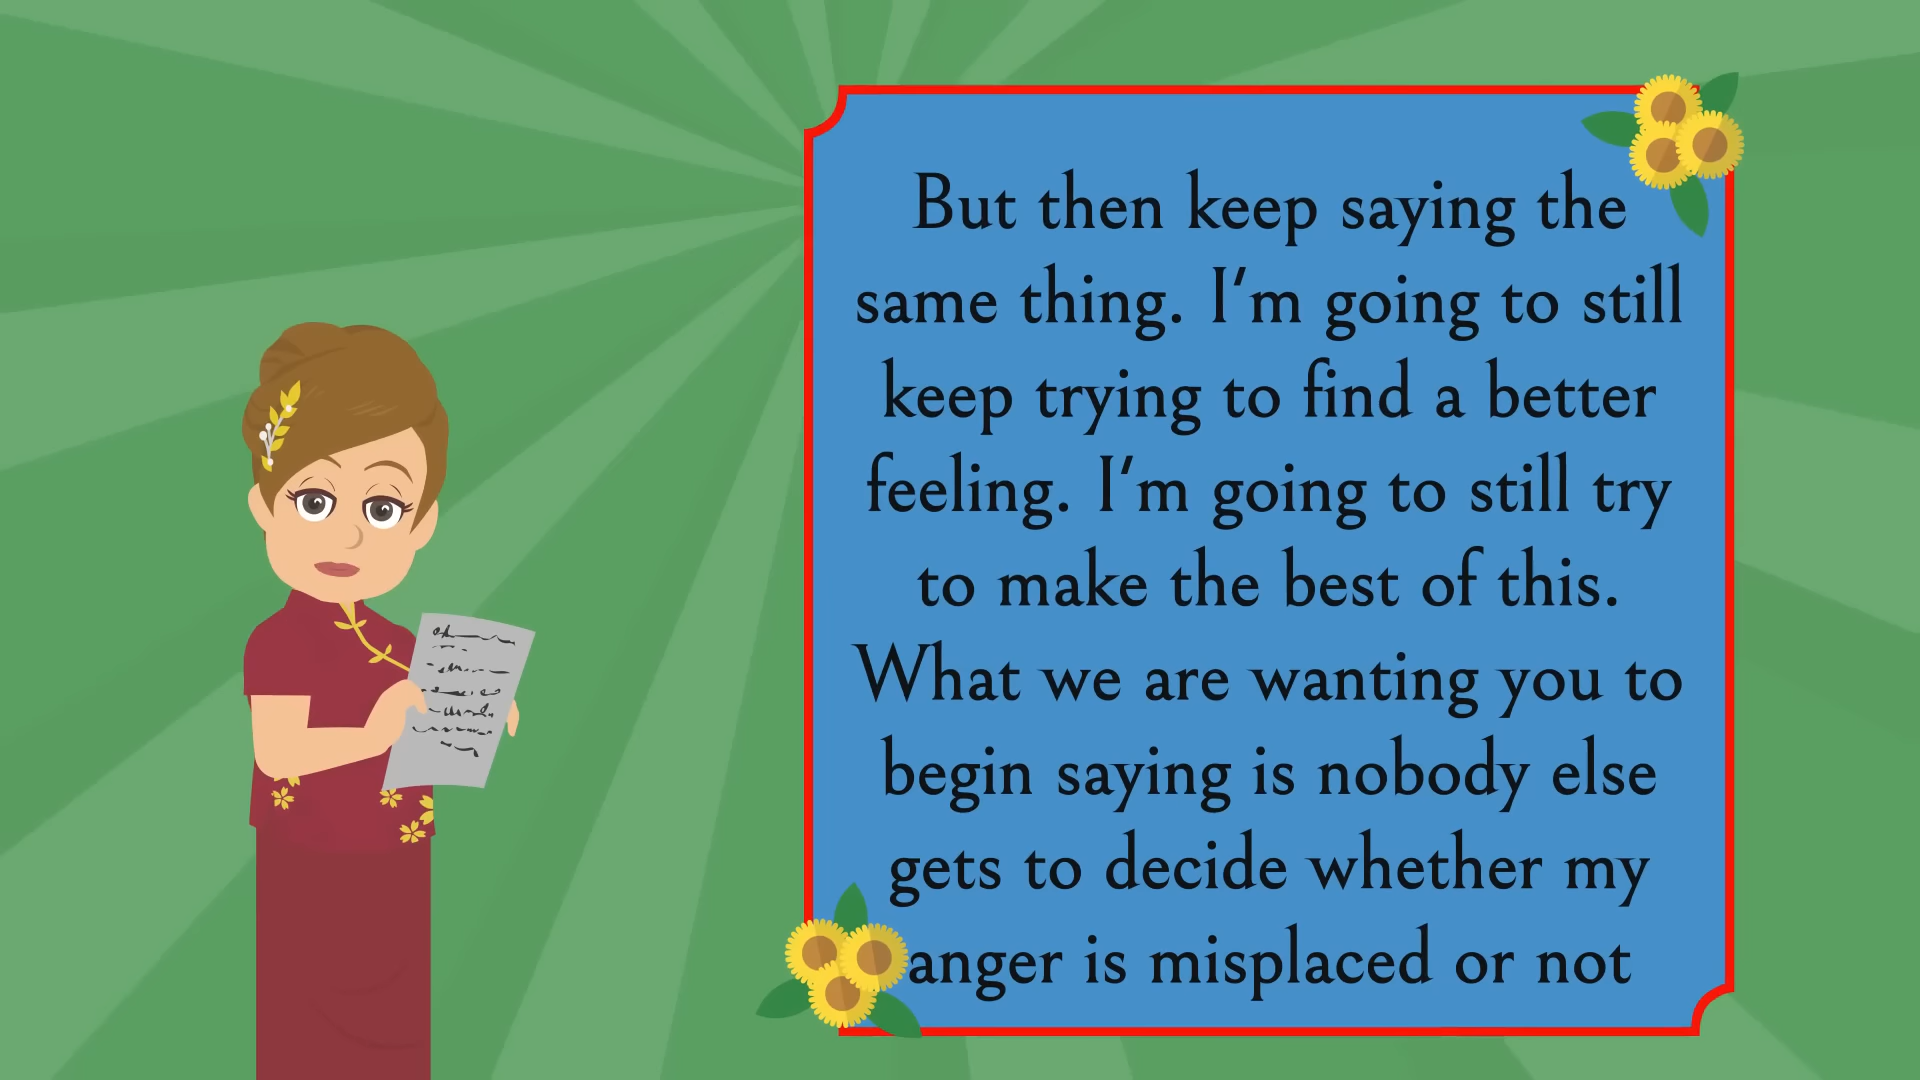 But then keep saying the
same thing. I'm going to still
keep trying to find a better
feeling. I'm going to still try
to make the best of this.
What we are wanting you to
begin saying is nobody else
gets to decide whether my
anger is misplaced or not